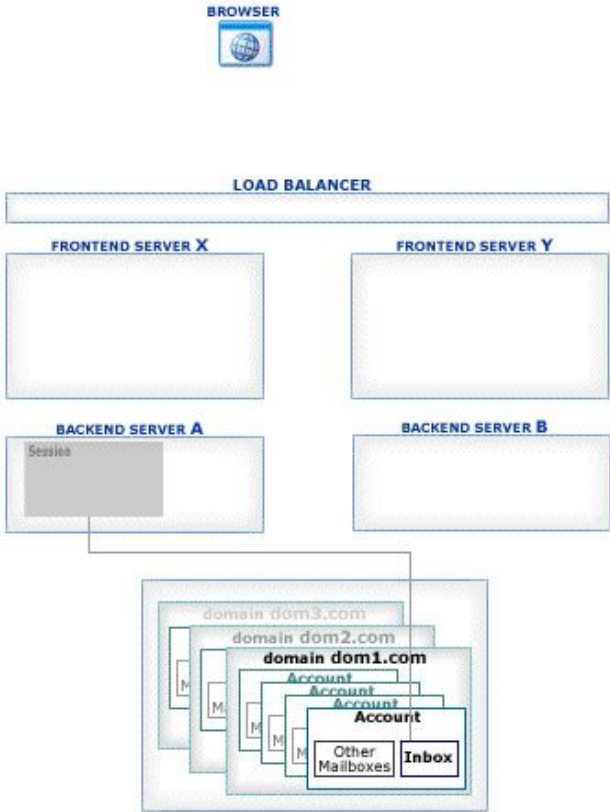 BROWSER
LOAD BALANCER
FRONTEND SERVER X
FRONTEND SERVER Y
BACKEND SERVER A
BACKEND SERVER B
Session
domain dom3.com
domain dom2.com
domain dom1.com
Account
Account
Account
Account
Other
Mailboxes
Inbox